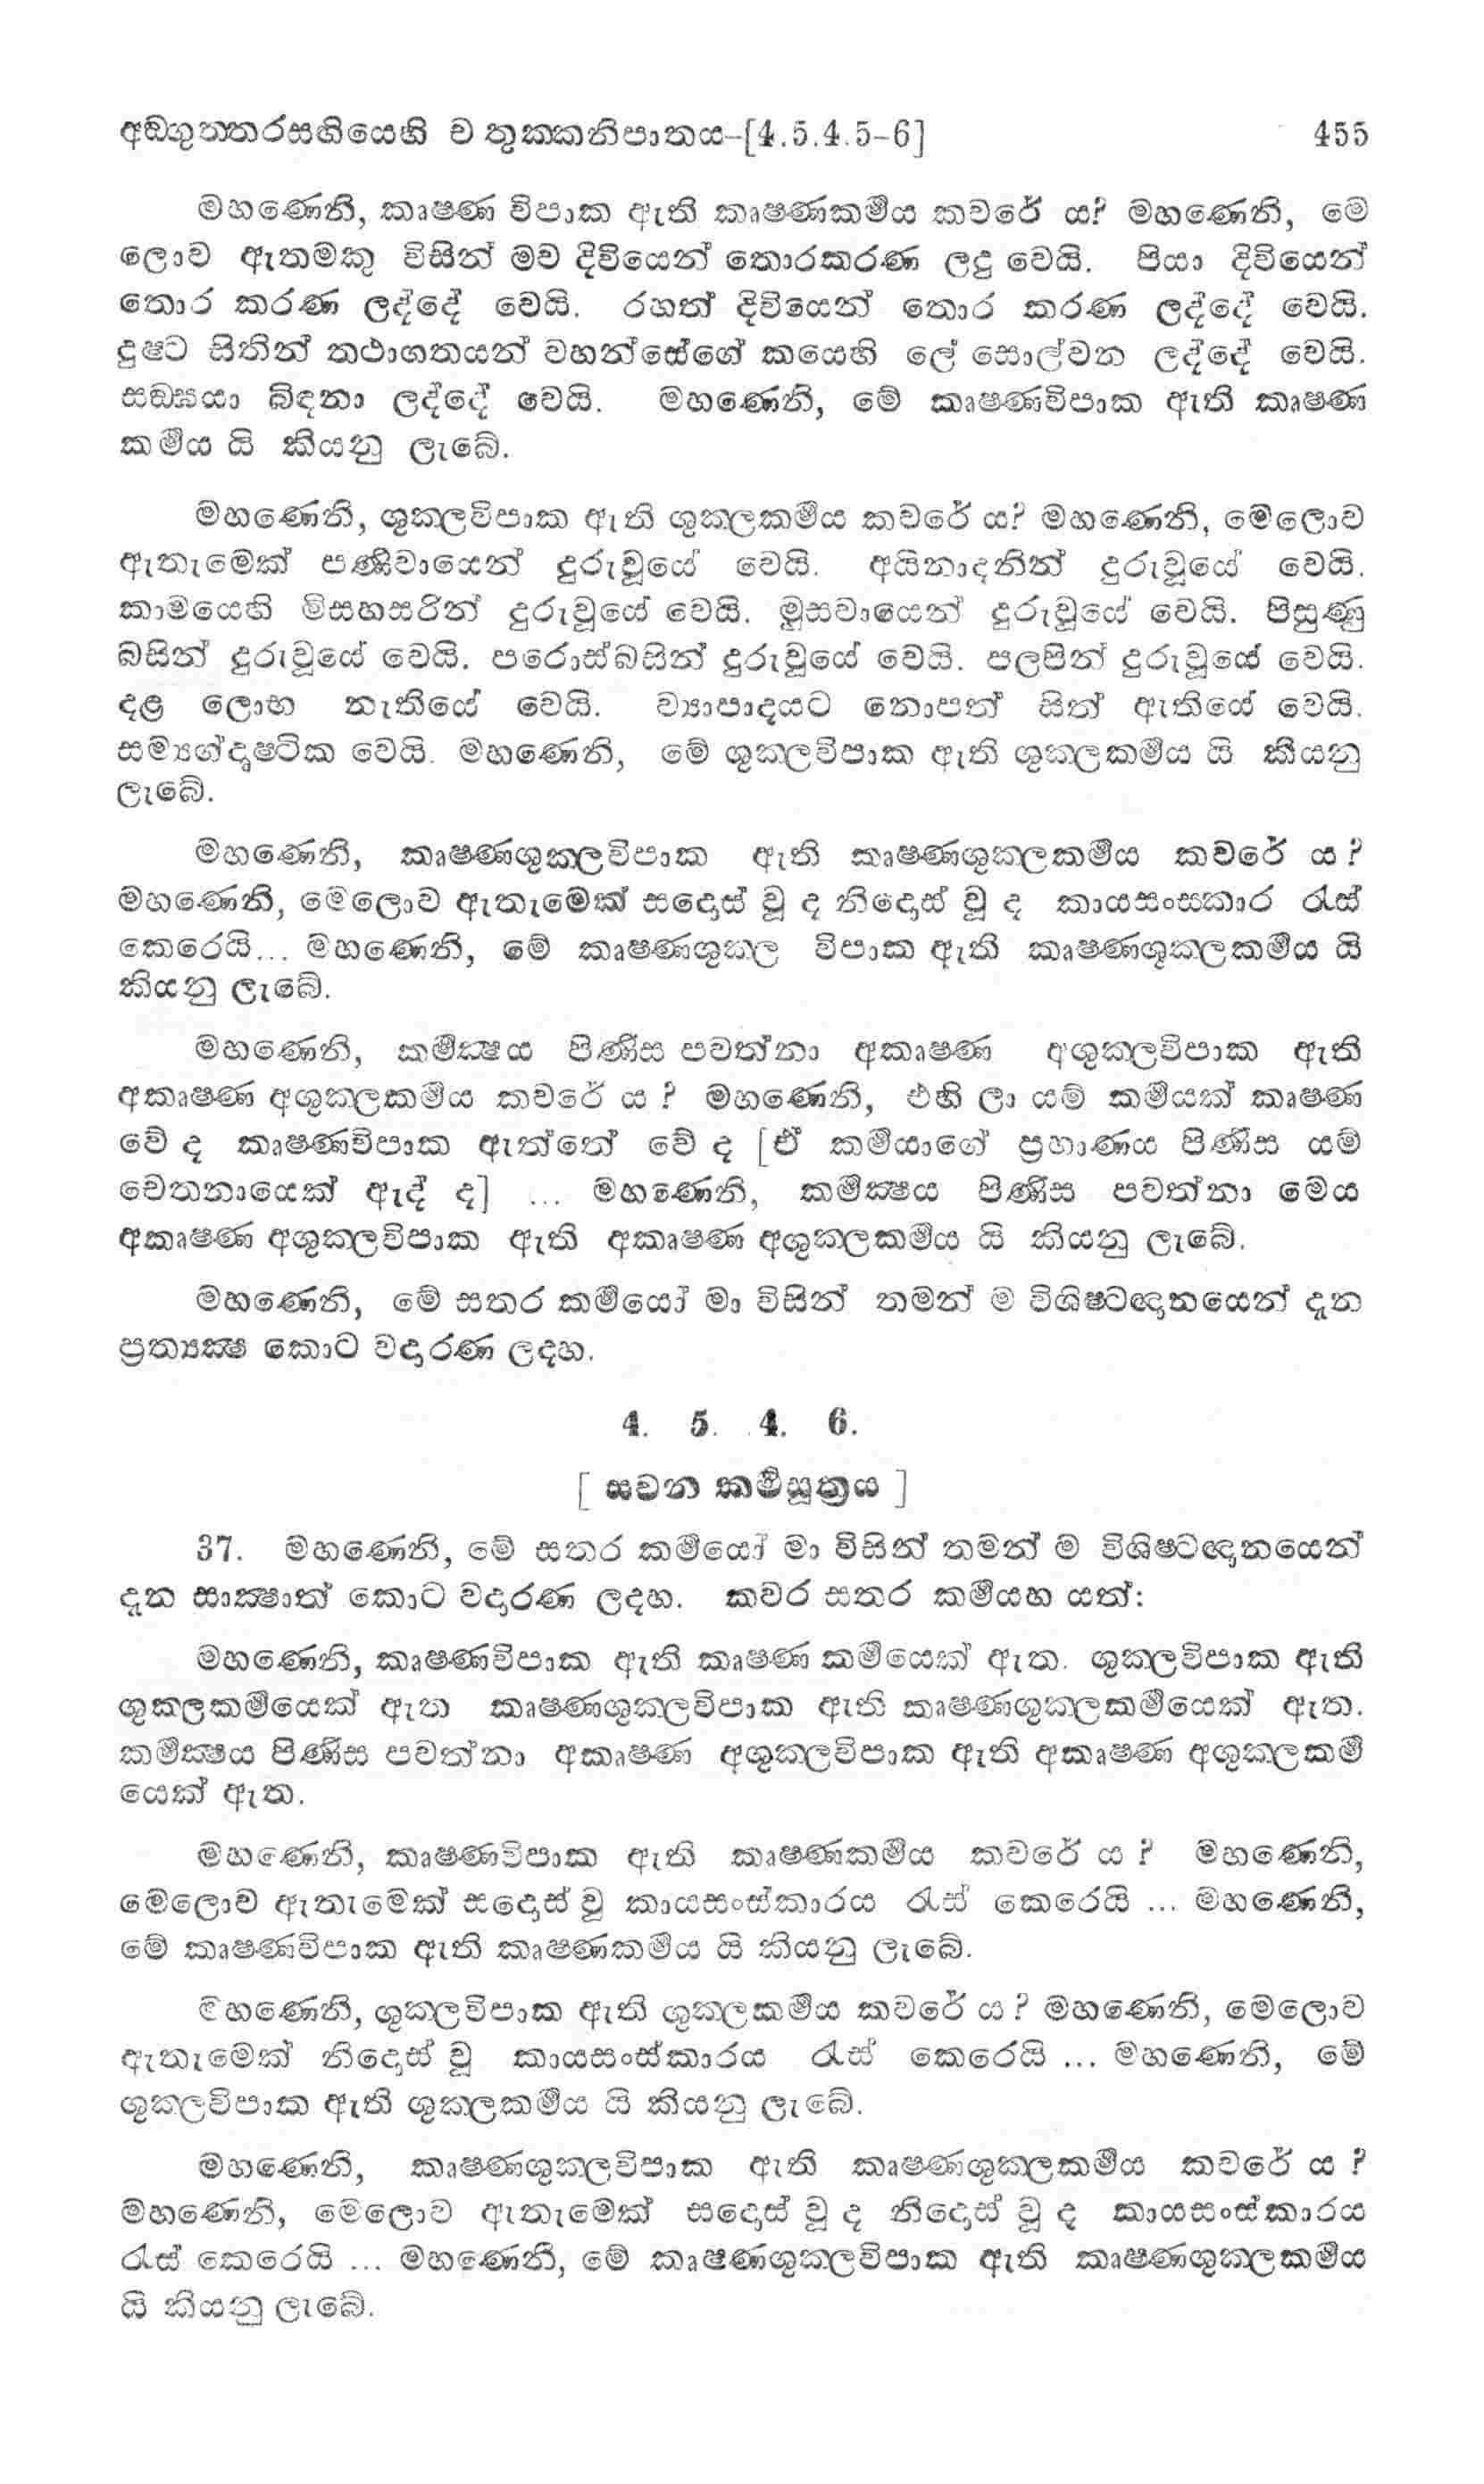 අඞ්ගුත්තරසඟියෙහි චතුක්කනිපාතය–[4.5.4.5–6] 455
මහණෙනි, කෘෂ්ණ විපාක ඇති කෘෂ්ණකර්‍මය කවරේ ය? මහණෙනි, මෙ
ලොව ඇතමකු විසින් මව දිවියෙන් තොරකරණ ලදු වෙයි. පියා දිවියෙන්
තොර කරණ ලද්දේ වෙයි. රහත් දිවියෙන් තොර කරණ ලද්දේ වෙයි.
දුෂ්ට සිතින් තථාගතයන් වහන්සේගේ කයෙහි ලේ සොල්වන ලද්දේ වෙයි.
සඞ්ඝයා බිඳනා ලද්දේ වෙයි. මහණෙනි, මේ කෘෂ්ණවිපාක ඇති කෘෂ්ණ
කර්‍මය යි කියනු ලැබේ.
මහණෙනි, ශුක්ලවිපාක ඇති ශුක්ලකර්‍මය කවරේ ය? මහණෙනි, මෙලොව
ඇතැමෙක් පණිවායෙන් දුරුවූයේ වෙයි. අයිනාදනින් දුරුවූයේ වෙයි.
කාමයෙහි මිසහසරින් දුරුවූයේ වෙයි. මුසවායෙන් දුරුවූයේ වෙයි. පිසුණු
බසින් දුරුවූයේ වෙයි. පරොස්බසින් දුරුවූයේ වෙයි. පලපින් දුරුවූයේ වෙයි.
දළ ලොභ නැතියේ වෙයි. ව්‍යාපාදයට නොපත් සිත් ඇතියේ වෙයි.
සම්‍යග්දෘෂ්ටික වෙයි. මහණෙනි, මේ ශුක්ලවිපාක ඇති ශුක්ලකර්‍මය යි කියනු
ලැබේ.
මහණෙනි, කෘෂ්ණශුක්ලවිපාක ඇති කෘෂ්ණශුක්ලකර්‍මය කවරේ ය?
මහණෙනි, මෙලොව ඇතැමෙක් සදොස් වූ ද නිදොස් වූ ද කායසංස්කාර රැස්
කෙරෙයි... මහණෙනි, මේ කෘෂ්ණශුක්ල විපාක ඇති කෘෂ්ණශුක්ලකර්‍මය යි
කියනු ලැබේ.
මහණෙනි, කර්‍මක්‍ෂය පිණිස පවත්නා අකෘෂ්ණ අශුක්ලවිපාක ඇති
අකෘෂ්ණ අශුක්ලකර්‍මය කවරේ ය? මහණෙනි, එහි ලා යම් කර්‍මයක් කෘෂ්ණ
වේ ද කෘෂ්ණවිපාක ඇත්තේ වේ ද [ඒ කර්‍මයාගේ ප්‍රහාණය පිණිස යම්
චේතනායෙක් ඇද් ද] ... මහණෙනි, කර්‍මක්‍ෂය පිණිස පවත්නා මෙය
අකෘෂ්ණ අශුක්ලවිපාක ඇති අකෘෂ්ණ අශුක්ලකර්‍මය යි කියනු ලැබේ.
මහණෙනි, මේ සතර කර්‍මයෝ මා විසින් තමන් ම විශිෂ්ටඥානයෙන් දැන
ප්‍රත්‍යක්‍ෂ කොට වදාරණ ලදහ.
4. 5. 4. 6.
[ සවන කර්‍මසූත්‍රය ]
37. මහණෙනි, මේ සතර කර්‍මයෝ මා විසින් තමන් ම විශිෂ්ටඥානයෙන්
දැන සාක්‍ෂාත් කොට වදාරණ ලදහ. කවර සතර කර්‍මයහ යත්:
මහණෙනි, කෘෂ්ණවිපාක ඇති කෘෂ්ණ කර්‍මයෙක් ඇත. ශුක්ලවිපාක ඇති
ශුක්ලකර්‍මයෙක් ඇත කෘෂ්ණශුක්ලවිපාක ඇති කෘෂ්ණශුක්ලකර්‍මයෙක් ඇත.
කර්‍මක්‍ෂය පිණිස පවත්නා අකෘෂ්ණ අශුක්ලවිපාක ඇති අකෘෂ්ණ අශුක්ලකර්‍ම
යෙක් ඇත.
මහණෙනි, කෘෂ්ණවිපාක ඇති කෘෂ්ණකර්‍මය කවරේ ය? මහණෙනි,
මෙලොව ඇතැමෙක් සදොස් වූ කායසංස්කාරය රැස් කෙරෙයි ... මහණෙනි,
මේ කෘෂ්ණවිපාක ඇති කෘෂ්ණකර්‍මය යි කියනු ලැබේ.
මහණෙනි, ශුක්ලවිපාක ඇති ශුක්ලකර්‍මය කවරේ ය? මහණෙනි, මෙලොව
ඇතැමෙක් නිදොස් වූ කායසංස්කාරය රැස් කෙරෙයි ... මහණෙනි, මේ
ශුක්ලවිපාක ඇති ශුක්ලකර්‍මය යි කියනු ලැබේ.
මහණෙනි, කෘෂ්ණශුක්ලවිපාක ඇති කෘෂ්ණශුක්ලකර්‍මය කවරේ ය?
මහණෙනි, මෙලොව ඇතැමෙක් සදොස් වූ ද නිදොස් වූ ද කායසංස්කාරය
රැස් කෙරෙයි ... මහණෙනි, මේ කෘෂ්ණශුක්ලවිපාක ඇති කෘෂ්ණශුක්ලකර්‍මය
යි කියනු ලැබේ.